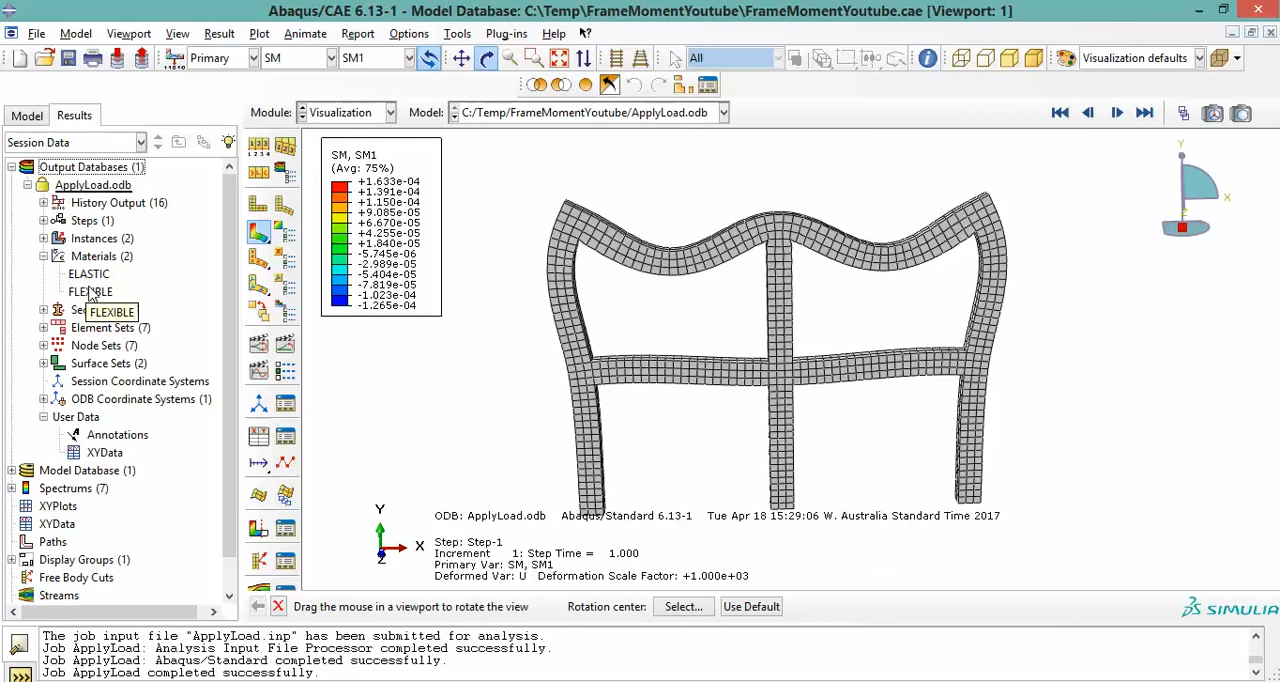 Abaqus/CAE 6.13-1 - Model Database: C:\Temp\FrameMomentYoutube\FrameMomentYoutube.cae [Viewport: 1]
File Model Viewport View Result Plot Animate Report Options Tools Plug-ins Help
Primary SM SM1 All Visualization defaults
Model Results Module: Visualization Model: C:/Temp/FrameMomentYoutube/ApplyLoad.odb
Session Data
Output Databases (1)
ApplyLoad.odb
History Output (16)
Steps (1)
Instances (2)
Materials (2)
ELASTIC
FLEXIBLE
FLEXIBLE
Element Sets (7)
Node Sets (7)
Surface Sets (2)
Session Coordinate Systems
ODB Coordinate Systems (1)
User Data
Annotations
XYData
Model Database (1)
Spectrums (7)
XYPlots
XYData
Paths
Display Groups (1)
Free Body Cuts
Streams
SM, SM1
(Avg: 75%)
+1.633e-04
+1.391e-04
+1.150e-04
+9.085e-05
+6.670e-05
+4.255e-05
+1.840e-05
-5.745e-06
-2.989e-05
-5.404e-05
-7.819e-05
-1.023e-04
-1.265e-04
Y
X
Z
Y
X
Z
ODB: ApplyLoad.odb Abaqus/Standard 6.13-1 Tue Apr 18 15:29:06 W. Australia Standard Time 2017
Step: Step-1
Increment 1: Step Time = 1.000
Primary Var: SM, SM1
Deformed Var: U Deformation Scale Factor: +1.000e+03
Drag the mouse in a viewport to rotate the view Rotation center: Select... Use Default
SIMULIA
The job input file "ApplyLoad.inp" has been submitted for analysis.
Job ApplyLoad: Analysis Input File Processor completed successfully.
Job ApplyLoad: Abaqus/Standard completed successfully.
Job ApplyLoad completed successfully.